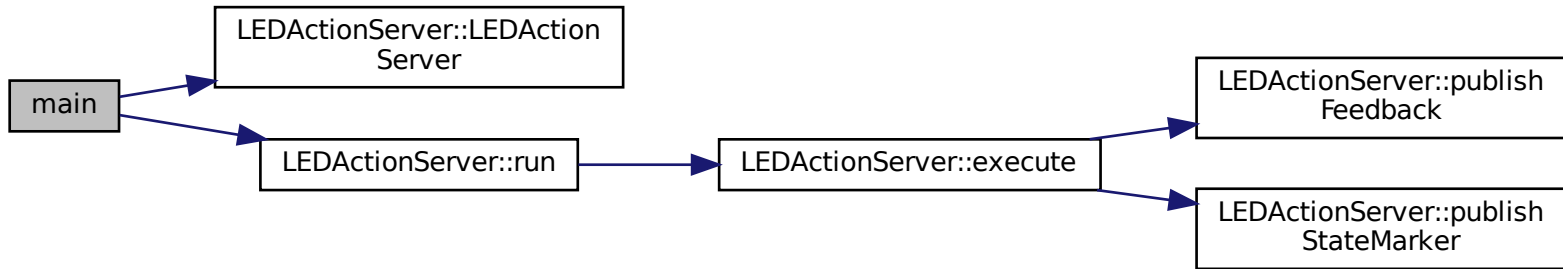 main
LEDActionServer::LEDAction
Server
LEDActionServer::run
LEDActionServer::execute
LEDActionServer::publish
Feedback
LEDActionServer::publish
StateMarker